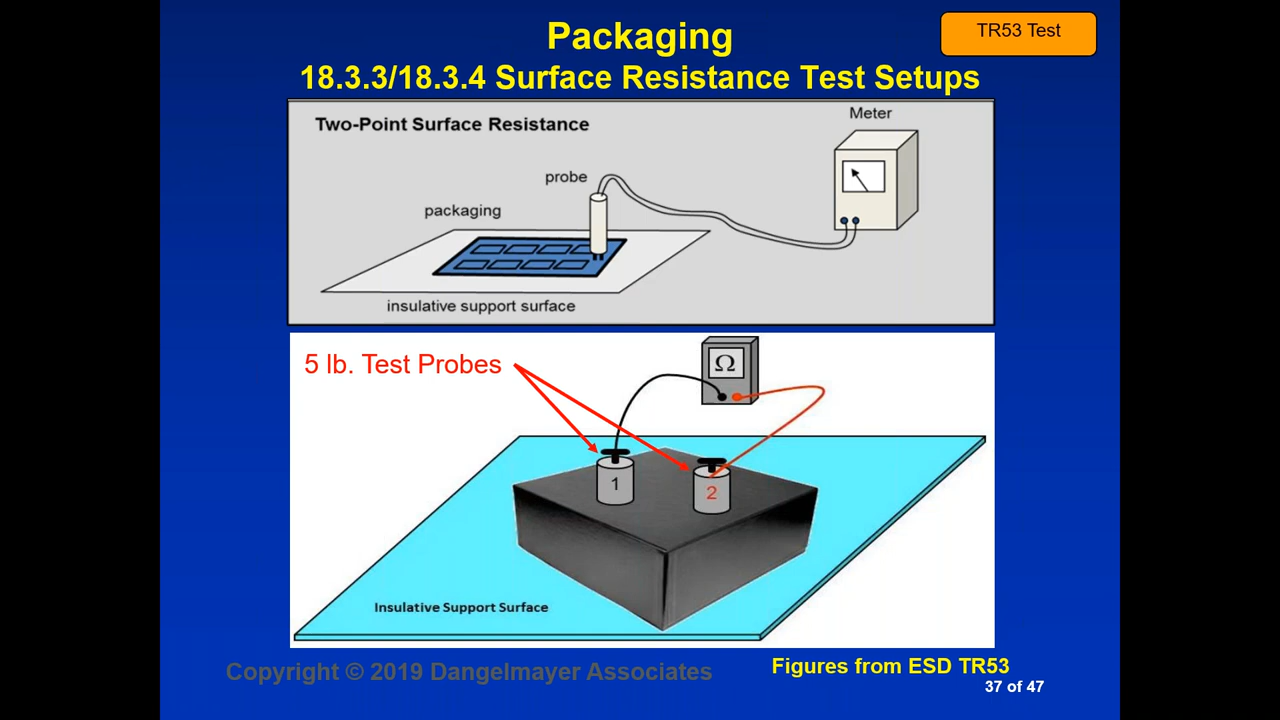 Packaging
TR53 Test
18.3.3/18.3.4 Surface Resistance Test Setups
Two-Point Surface Resistance
Meter
probe
packaging
insulative support surface
5 lb. Test Probes
Ω
1
2
Insulative Support Surface
Copyright © 2019 Dangelmayer Associates
Figures from ESD TR53
37 of 47